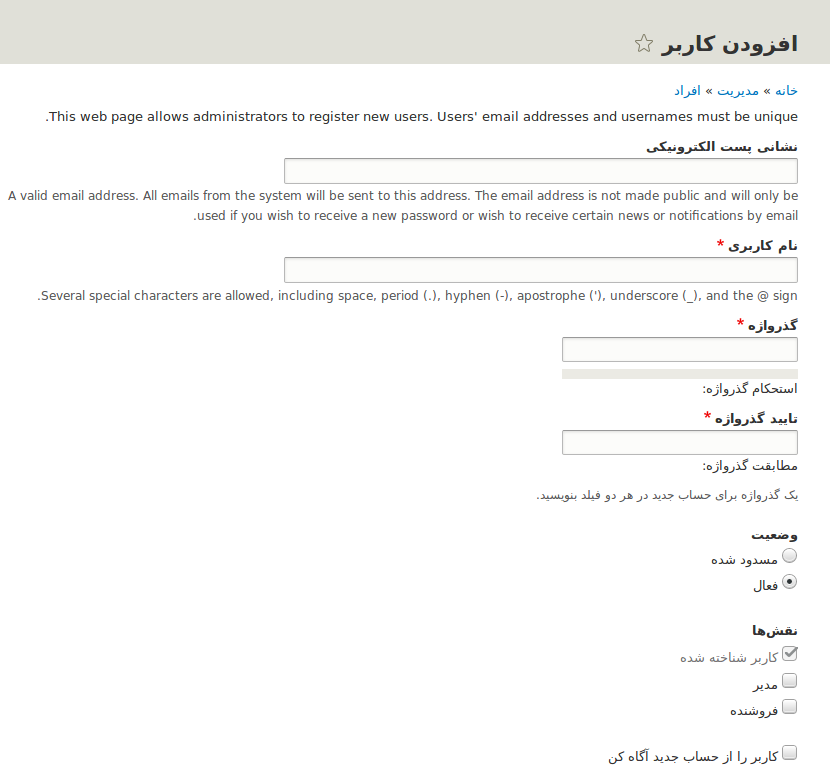 افزودن کاربر
خانه » مدیریت » افراد
This web page allows administrators to register new users. Users' email addresses and usernames must be unique.
نشانی پست الکترونیکی
A valid email address. All emails from the system will be sent to this address. The email address is not made public and will only be
used if you wish to receive a new password or wish to receive certain news or notifications by email.
نام کاربری *
Several special characters are allowed, including space, period (.), hyphen (-), apostrophe ('), underscore (_), and the @ sign.
گذرواژه *
استحکام گذرواژه:
تایید گذرواژه *
مطابقت گذرواژه:
یک گذرواژه برای حساب جدید در هر دو فیلد بنویسید.
وضعیت
مسدود شده
فعال
نقش‌ها
کاربر شناخته شده
مدیر
فروشنده
کاربر را از حساب جدید آگاه کن